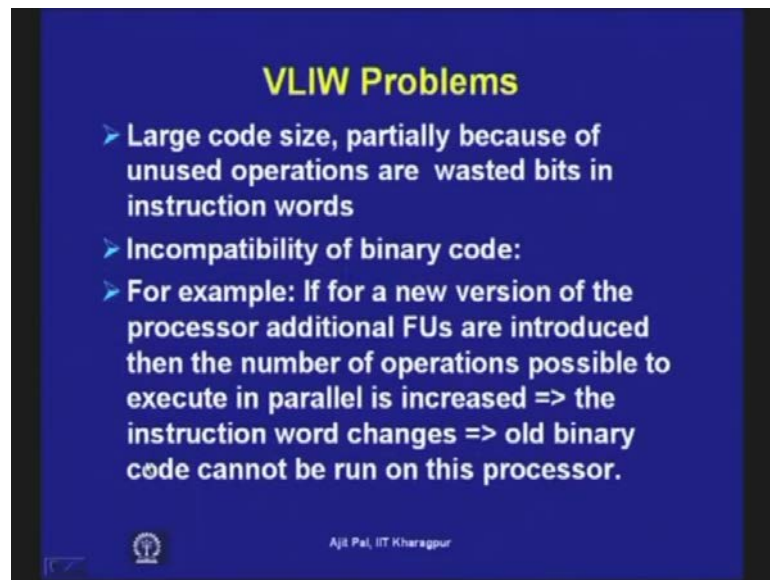 VLIW Problems
➢ Large code size, partially because of
unused operations are wasted bits in
instruction words
➢ Incompatibility of binary code:
➢ For example: If for a new version of the
processor additional FUs are introduced
then the number of operations possible to
execute in parallel is increased => the
instruction word changes => old binary
code cannot be run on this processor.
Ajit Pal, IIT Kharagpur